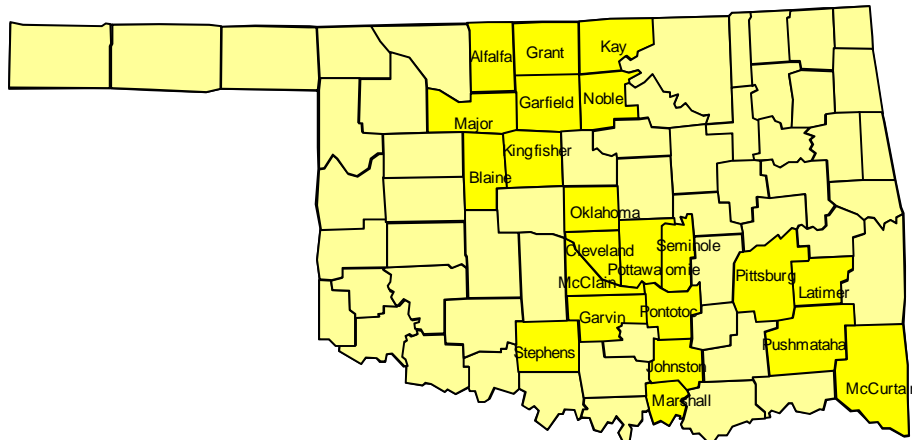 Kay
Alfalfa
Grant
Garfield
Noble
Major
Kingfisher
Blaine
Oklahoma
Seminole
Cleveland
Pottawatomie
Pittsburg
McClain
Latimer
Garvin
Pontotoc
Pushmataha
Stephens
Johnston
McCurtain
Marshall